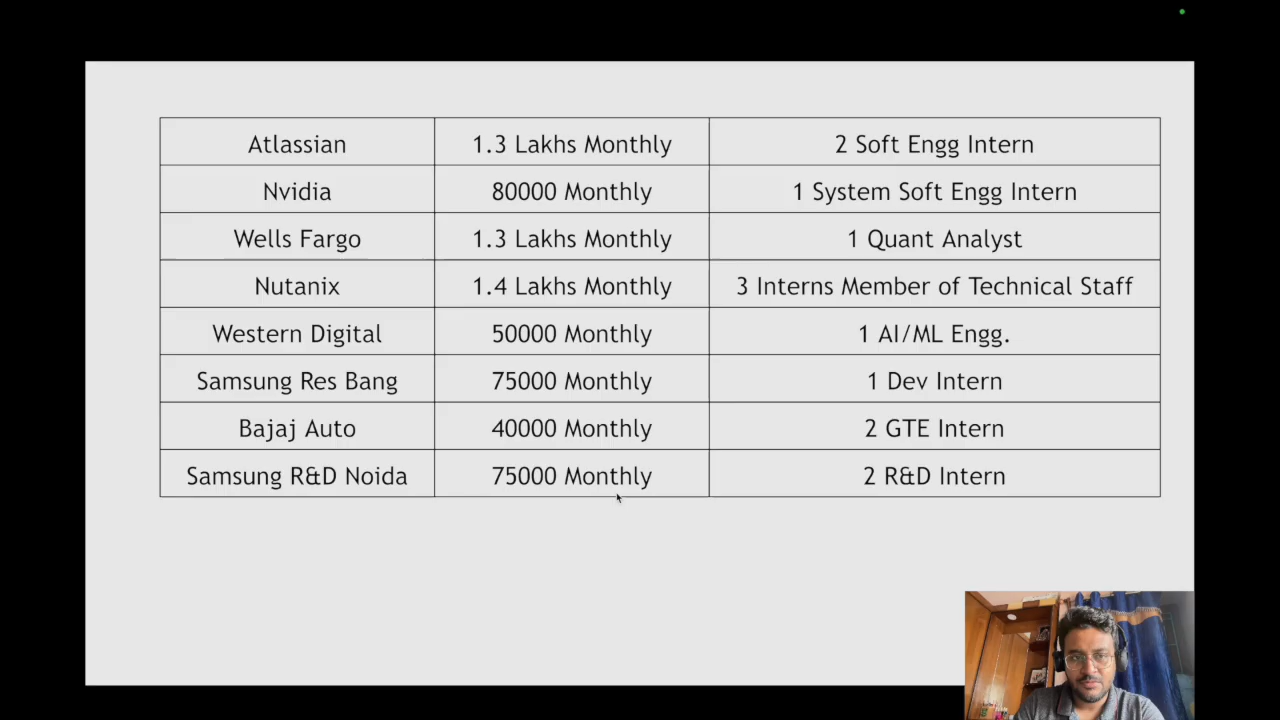 Atlassian 1.3 Lakhs Monthly 2 Soft Engg Intern
Nvidia 80000 Monthly 1 System Soft Engg Intern
Wells Fargo 1.3 Lakhs Monthly 1 Quant Analyst
Nutanix 1.4 Lakhs Monthly 3 Interns Member of Technical Staff
Western Digital 50000 Monthly 1 AI/ML Engg.
Samsung Res Bang 75000 Monthly 1 Dev Intern
Bajaj Auto 40000 Monthly 2 GTE Intern
Samsung R&D Noida 75000 Monthly 2 R&D Intern